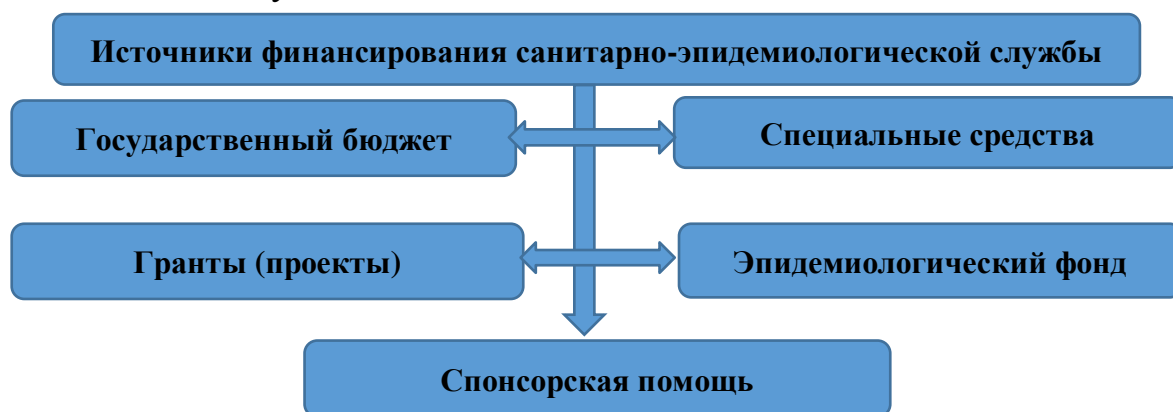 Источники финансирования санитарно-эпидемиологической службы
Государственный бюджет
Специальные средства
Гранты (проекты)
Эпидемиологический фонд
Спонсорская помощь